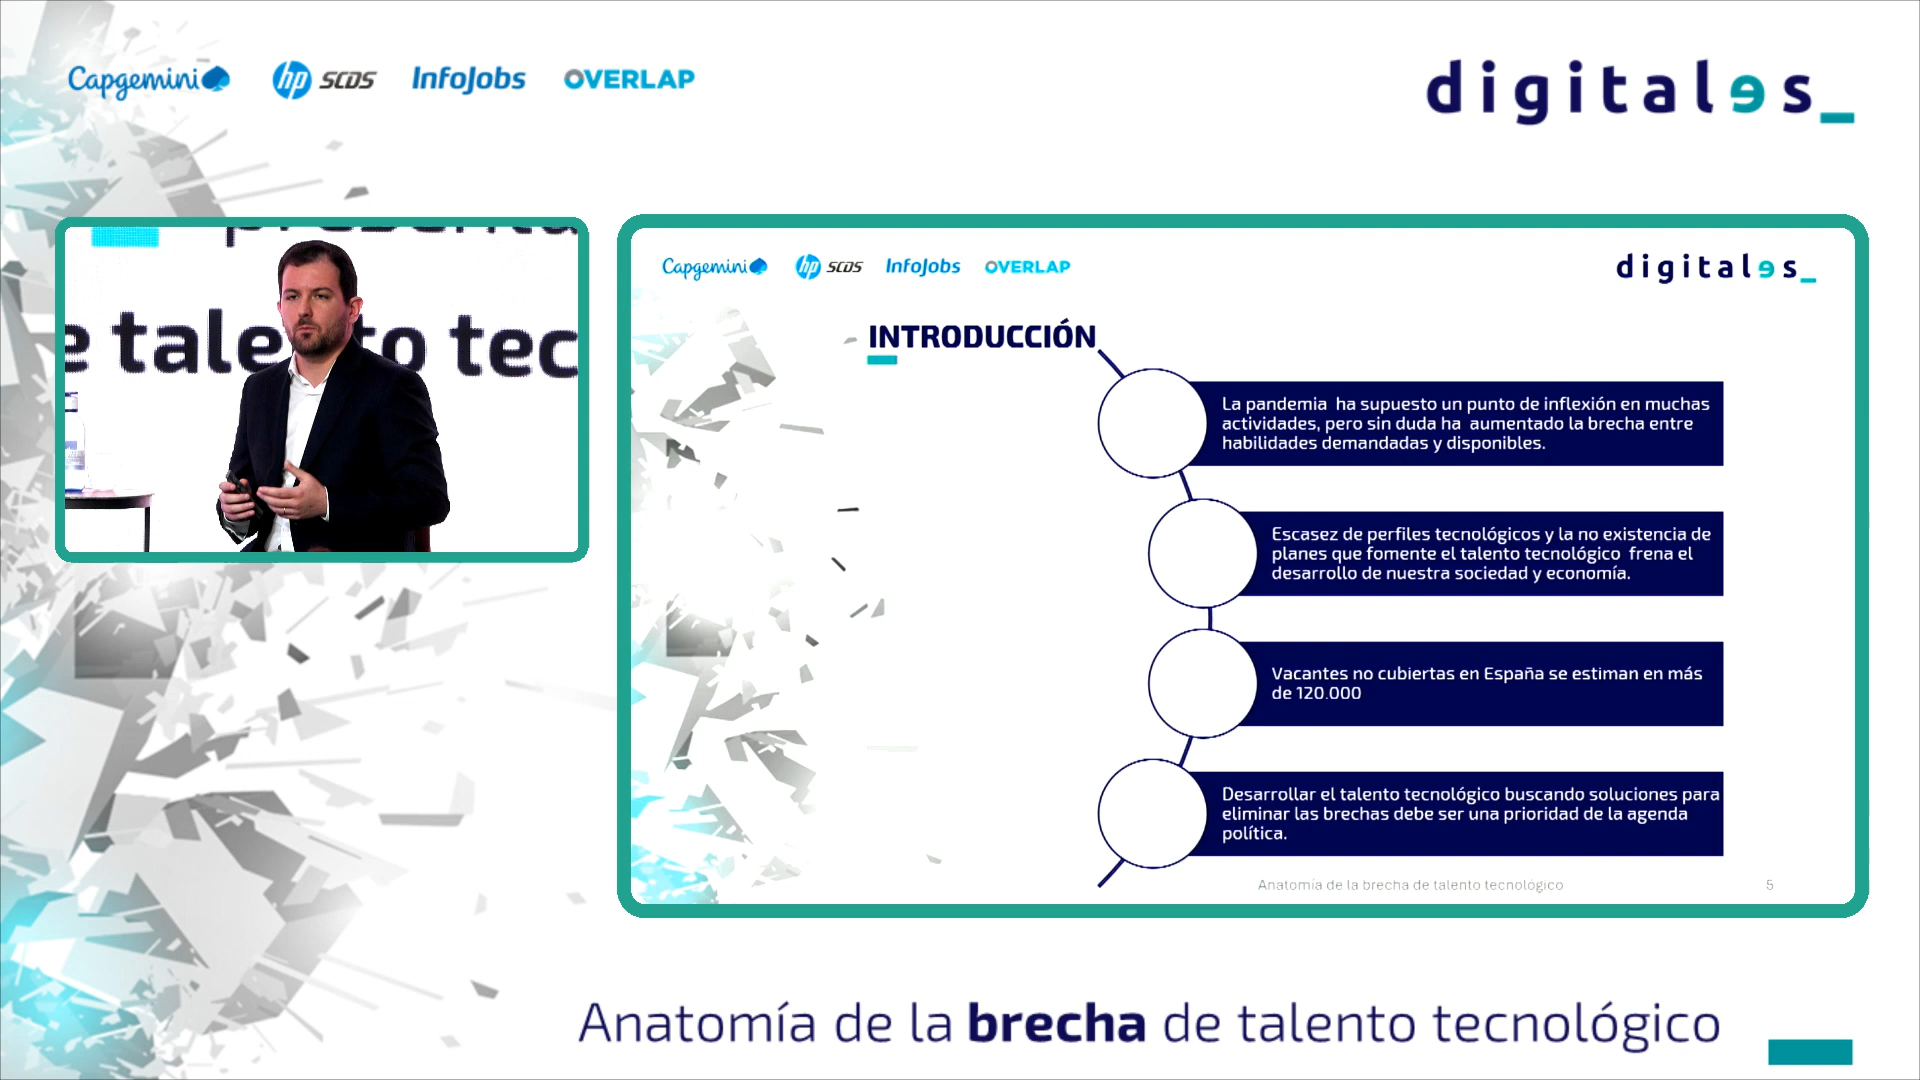 Capgemini hp SCDS InfoJobs OVERLAP
digitales_
e talento tec
Capgemini hp SCDS InfoJobs OVERLAP
digitales_
INTRODUCCIÓN
La pandemia ha supuesto un punto de inflexión en muchas
actividades, pero sin duda ha aumentado la brecha entre
habilidades demandadas y disponibles.
Escasez de perfiles tecnológicos y la no existencia de
planes que fomente el talento tecnológico frena el
desarrollo de nuestra sociedad y economía.
Vacantes no cubiertas en España se estiman en más
de 120.000
Desarrollar el talento tecnológico buscando soluciones para
eliminar las brechas debe ser una prioridad de la agenda
política.
Anatomía de la brecha de talento tecnológico 5
Anatomía de la brecha de talento tecnológico